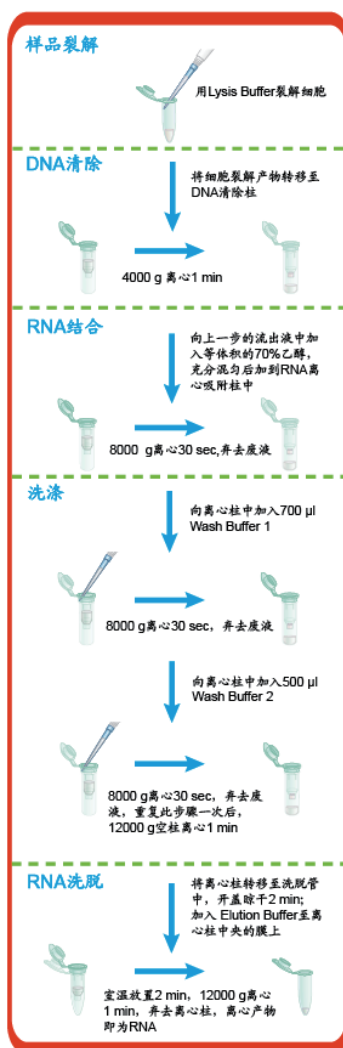 样品裂解
用Lysis Buffer裂解细胞
DNA清除
将细胞裂解产物转移至
DNA清除柱
4000 g 离心1 min
RNA结合
向上一步的流出液中加
入等体积的70%乙醇，
充分混匀后加到RNA离
心吸附柱中
8000 g离心30 sec,弃去废液
洗涤
向离心柱中加入700 μl
Wash Buffer 1
8000 g离心30 sec，弃去废液
向离心柱中加入500 μl
Wash Buffer 2
8000 g离心30 sec，弃去废
液，重复此步骤一次后，
12000 g空柱离心1 min
RNA洗脱
将离心柱转移至洗脱管
中，开盖晾干2 min;
加入 Elution Buffer至离
心柱中央的膜上
室温放置2 min，12000 g离心
1 min，弃去离心柱，离心产物
即为RNA